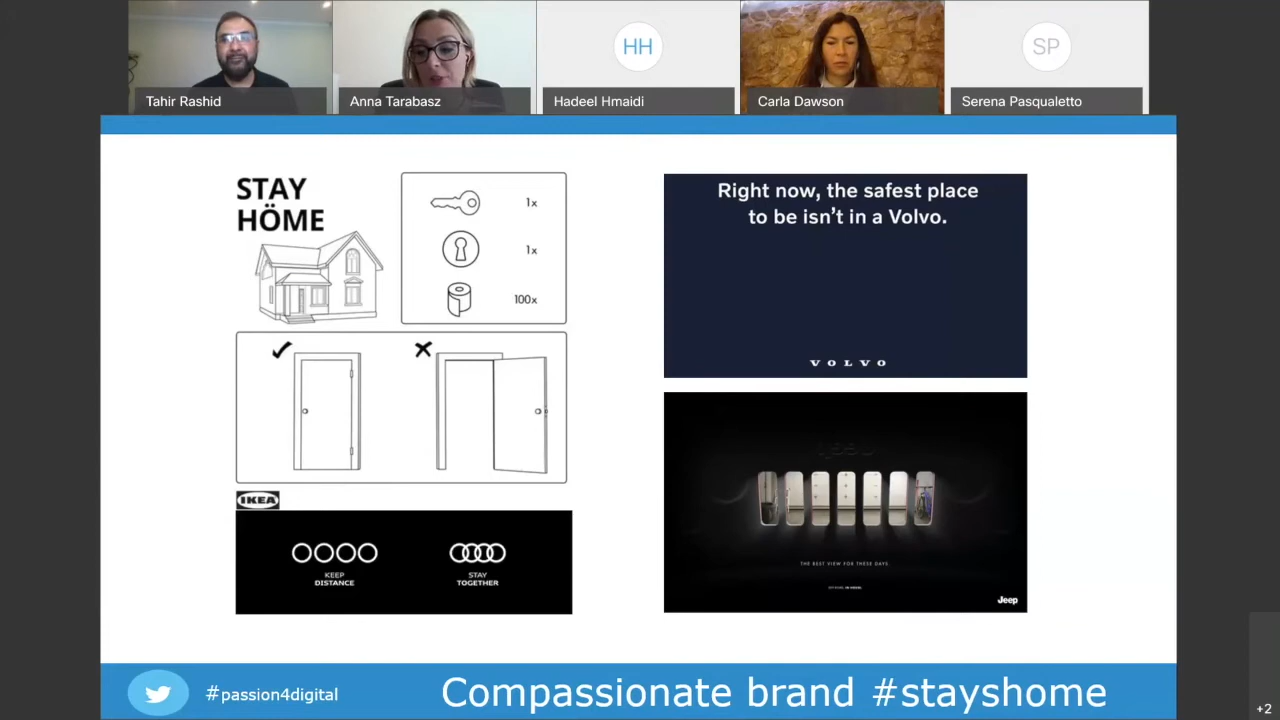 HH
SP
Tahir Rashid
Anna Tarabasz
Hadeel Hmaidi
Carla Dawson
Serena Pasqualetto
STAY
HÖME
1x
1x
100x
IKEA
KEEP
DISTANCE
STAY
TOGETHER
Right now, the safest place
to be isn't in a Volvo.
VOLVO
THE BEST VIEW FOR THESE DAYS.
Jeep
#passion4digital
Compassionate brand #stayshome
+2